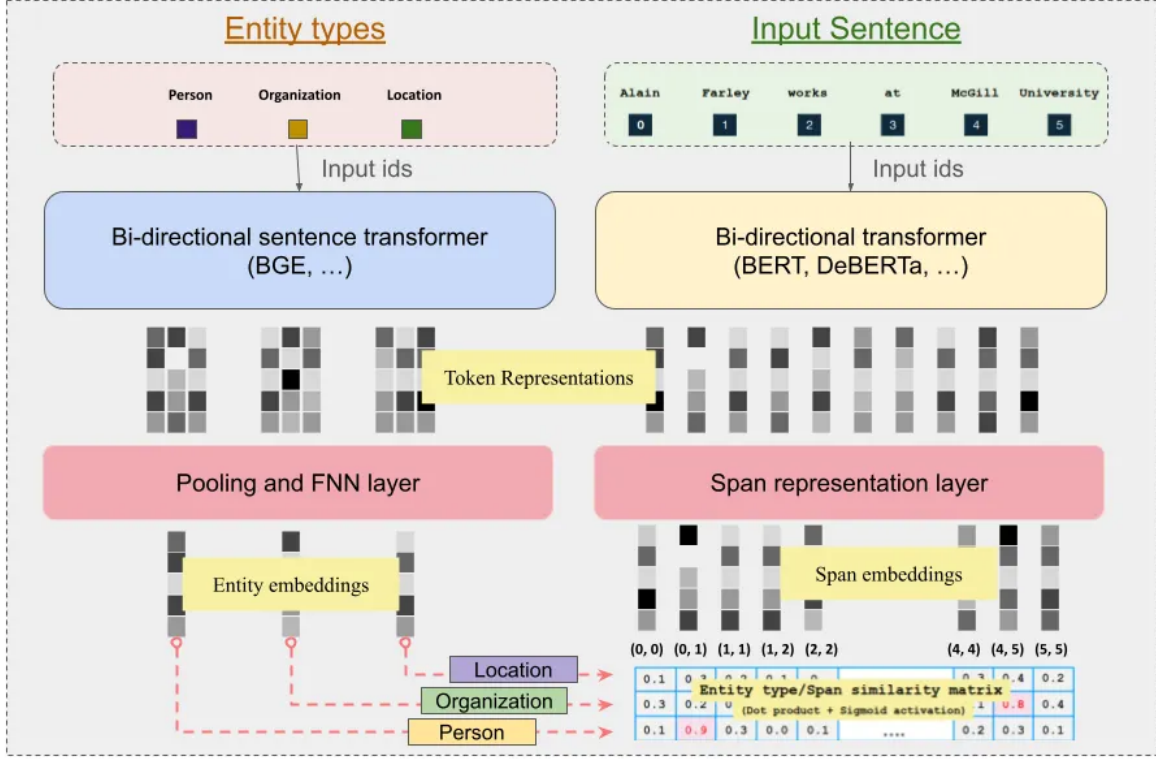 Entity types
Input Sentence
Person Organization Location
Alain Farley works at McGill University
0 1 2 3 4 5
Input ids
Input ids
Bi-directional sentence transformer
(BGE, …)
Bi-directional transformer
(BERT, DeBERTa, …)
Token Representations
Pooling and FNN layer
Span representation layer
Entity embeddings
Span embeddings
(0, 0) (0, 1) (1, 1) (1, 2) (2, 2) (4, 4) (4, 5) (5, 5)
Location
0.1 0.4 0.2
Entity type/Span similarity matrix
Organization
0.3 0.2 0.8 0.4
(Dot product + Sigmoid activation)
Person
0.1 0.9 0.3 0.0 0.1 .... 0.2 0.3 0.1